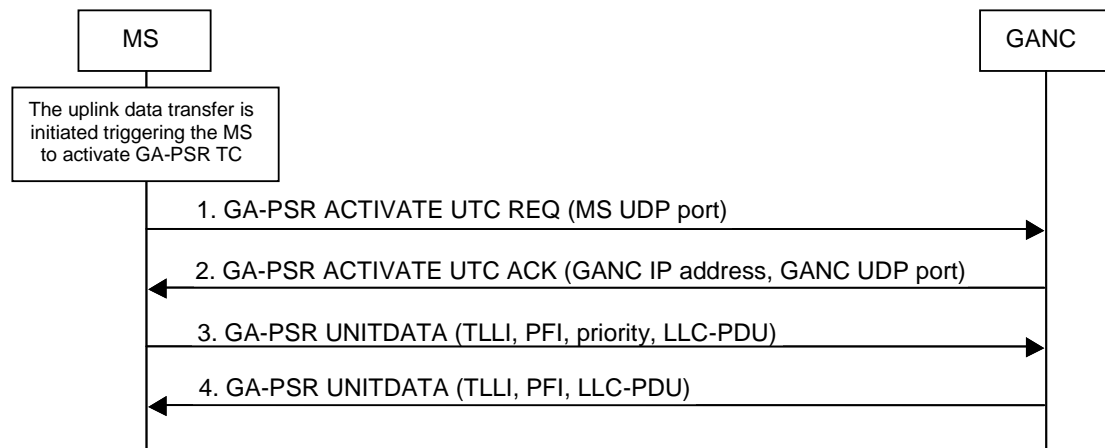 MS
GANC
The uplink data transfer is
initiated triggering the MS
to activate GA-PSR TC
1. GA-PSR ACTIVATE UTC REQ (MS UDP port)
2. GA-PSR ACTIVATE UTC ACK (GANC IP address, GANC UDP port)
3. GA-PSR UNITDATA (TLLI, PFI, priority, LLC-PDU)
4. GA-PSR UNITDATA (TLLI, PFI, LLC-PDU)